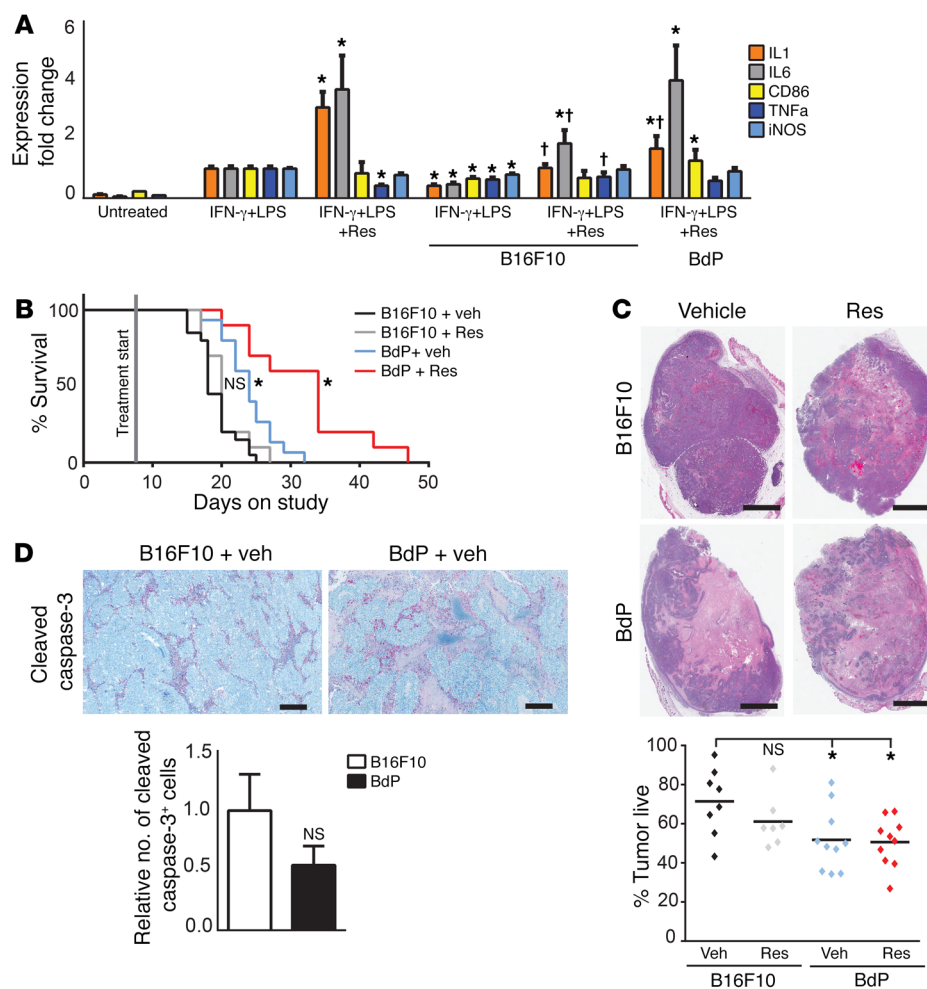 A
Expression
fold change
6
4
2
0
* * * * * * * * † *† † *† * *
IL1
IL6
CD86
TNFa
iNOS
Untreated
IFN-γ+LPS
IFN-γ+LPS
+Res
IFN-γ+LPS
IFN-γ+LPS
+Res
IFN-γ+LPS
+Res
B16F10
BdP
B
% Survival
100
50
0
Treatment start
NS * *
B16F10 + veh
B16F10 + Res
BdP+ veh
BdP + Res
0 10 20 30 40 50
Days on study
C
Vehicle Res
B16F10
BdP
% Tumor live
100
80
60
40
20
0
NS * *
Veh Res Veh Res
B16F10 BdP
D
B16F10 + veh BdP + veh
Cleaved
caspase-3
Relative no. of cleaved
caspase-3+ cells
1.5
1.0
0.5
0.0
NS
B16F10
BdP